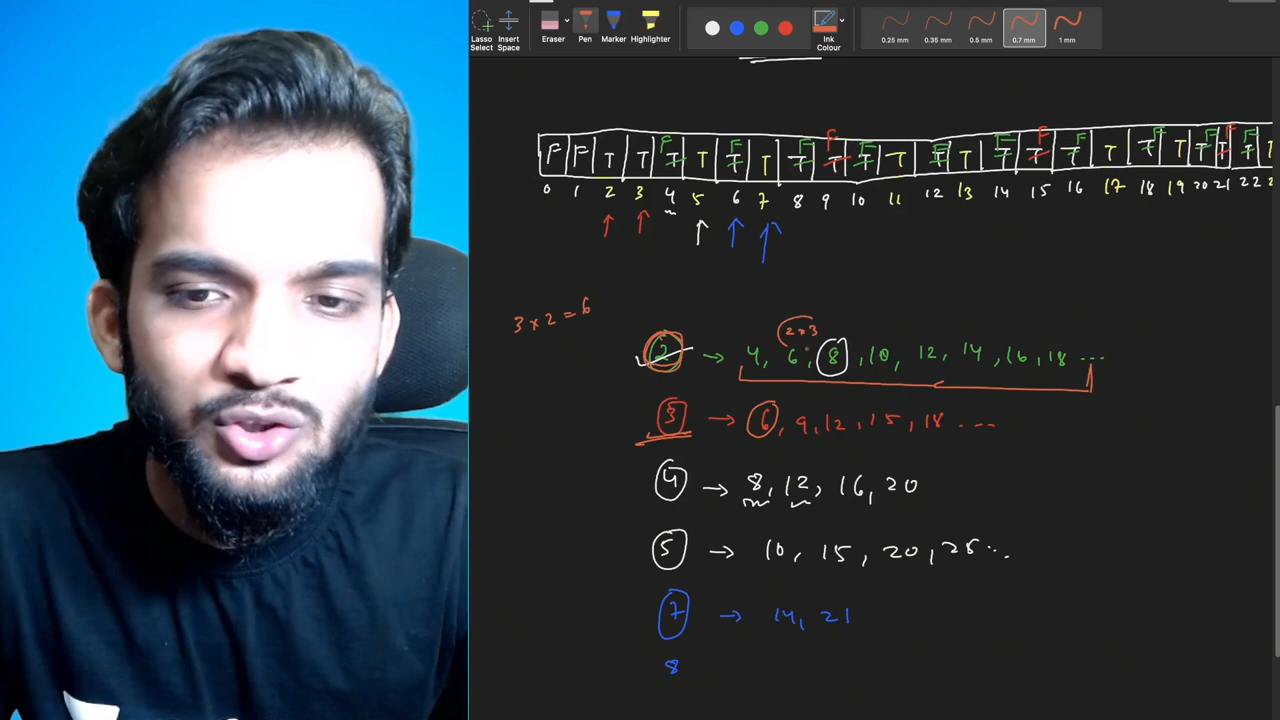 Lasso Select
Insert Space
Eraser
Pen
Marker
Highlighter
Ink Colour
0.25 mm
0.35 mm
0.5 mm
0.7 mm
1 mm
F F F F F F F F F F F F F F
F F T T T T T T T T T T T T T T T T T T T T T T
0 1 2 3 4 5 6 7 8 9 10 11 12 13 14 15 16 17 18 19 20 21 22 2
3 x 2 = 6
2 x 3
2 → 4, 6, 8, 10, 12, 14, 16, 18 ...
3 → 6, 9, 12, 15, 18 ...
4 → 8, 12, 16, 20
5 → 10, 15, 20, 25 ...
7 → 14, 21
8